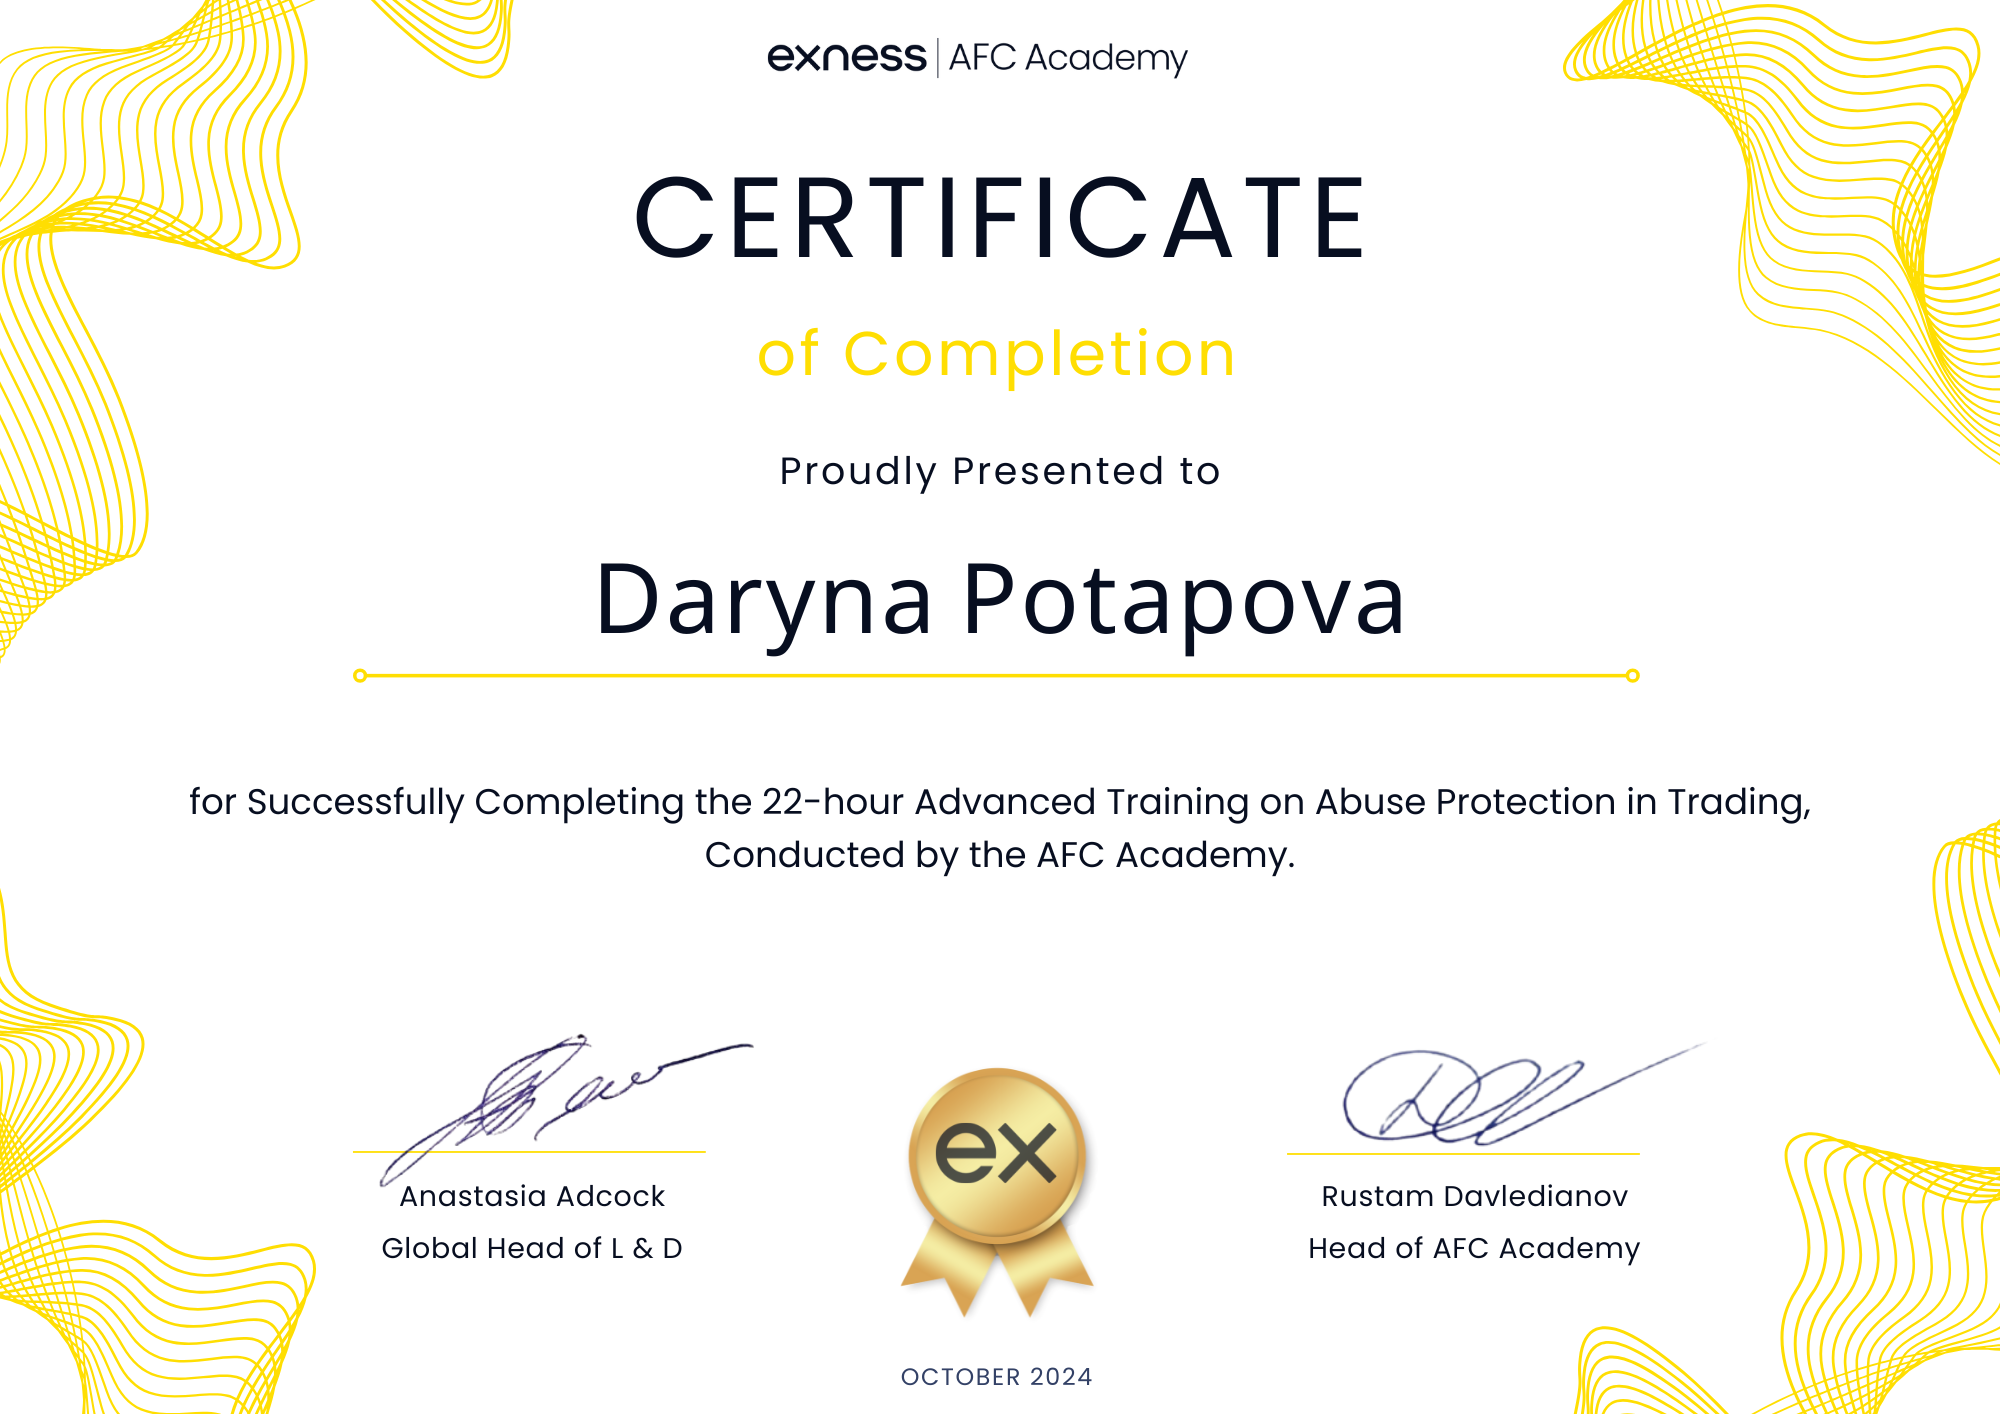 exness | AFC Academy
CERTIFICATE
of Completion
Proudly Presented to
Daryna Potapova
for Successfully Completing the 22-hour Advanced Training on Abuse Protection in Trading,
Conducted by the AFC Academy.
Anastasia Adcock
Global Head of L & D
ex
Rustam Davledianov
Head of AFC Academy
OCTOBER 2024